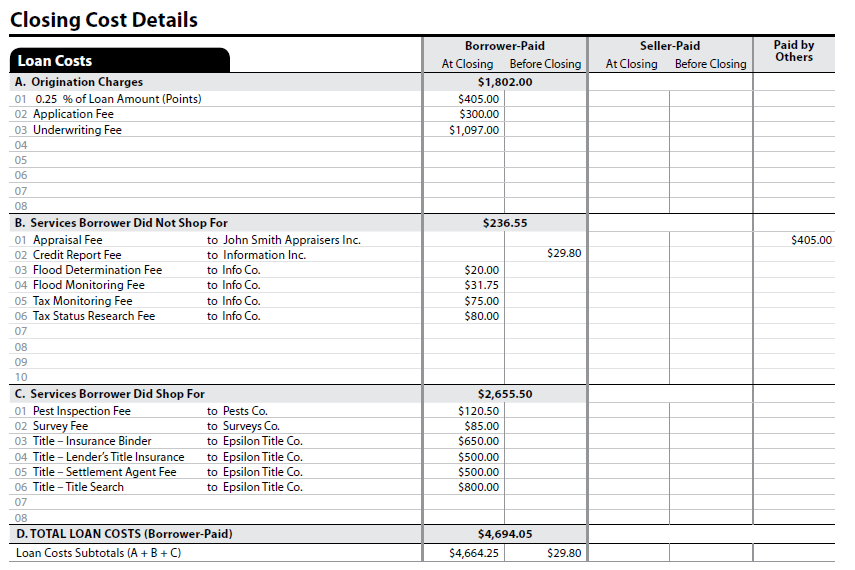 Closing Cost Details
Loan Costs Borrower-Paid Seller-Paid Paid by Others
At Closing Before Closing At Closing Before Closing
A. Origination Charges $1,802.00
01 0.25 % of Loan Amount (Points) $405.00
02 Application Fee $300.00
03 Underwriting Fee $1,097.00
04
05
06
07
08
B. Services Borrower Did Not Shop For $236.55
01 Appraisal Fee to John Smith Appraisers Inc. $405.00
02 Credit Report Fee to Information Inc. $29.80
03 Flood Determination Fee to Info Co. $20.00
04 Flood Monitoring Fee to Info Co. $31.75
05 Tax Monitoring Fee to Info Co. $75.00
06 Tax Status Research Fee to Info Co. $80.00
07
08
09
10
C. Services Borrower Did Shop For $2,655.50
01 Pest Inspection Fee to Pests Co. $120.50
02 Survey Fee to Surveys Co. $85.00
03 Title – Insurance Binder to Epsilon Title Co. $650.00
04 Title – Lender's Title Insurance to Epsilon Title Co. $500.00
05 Title – Settlement Agent Fee to Epsilon Title Co. $500.00
06 Title – Title Search to Epsilon Title Co. $800.00
07
08
D. TOTAL LOAN COSTS (Borrower-Paid) $4,694.05
Loan Costs Subtotals (A + B + C) $4,664.25 $29.80